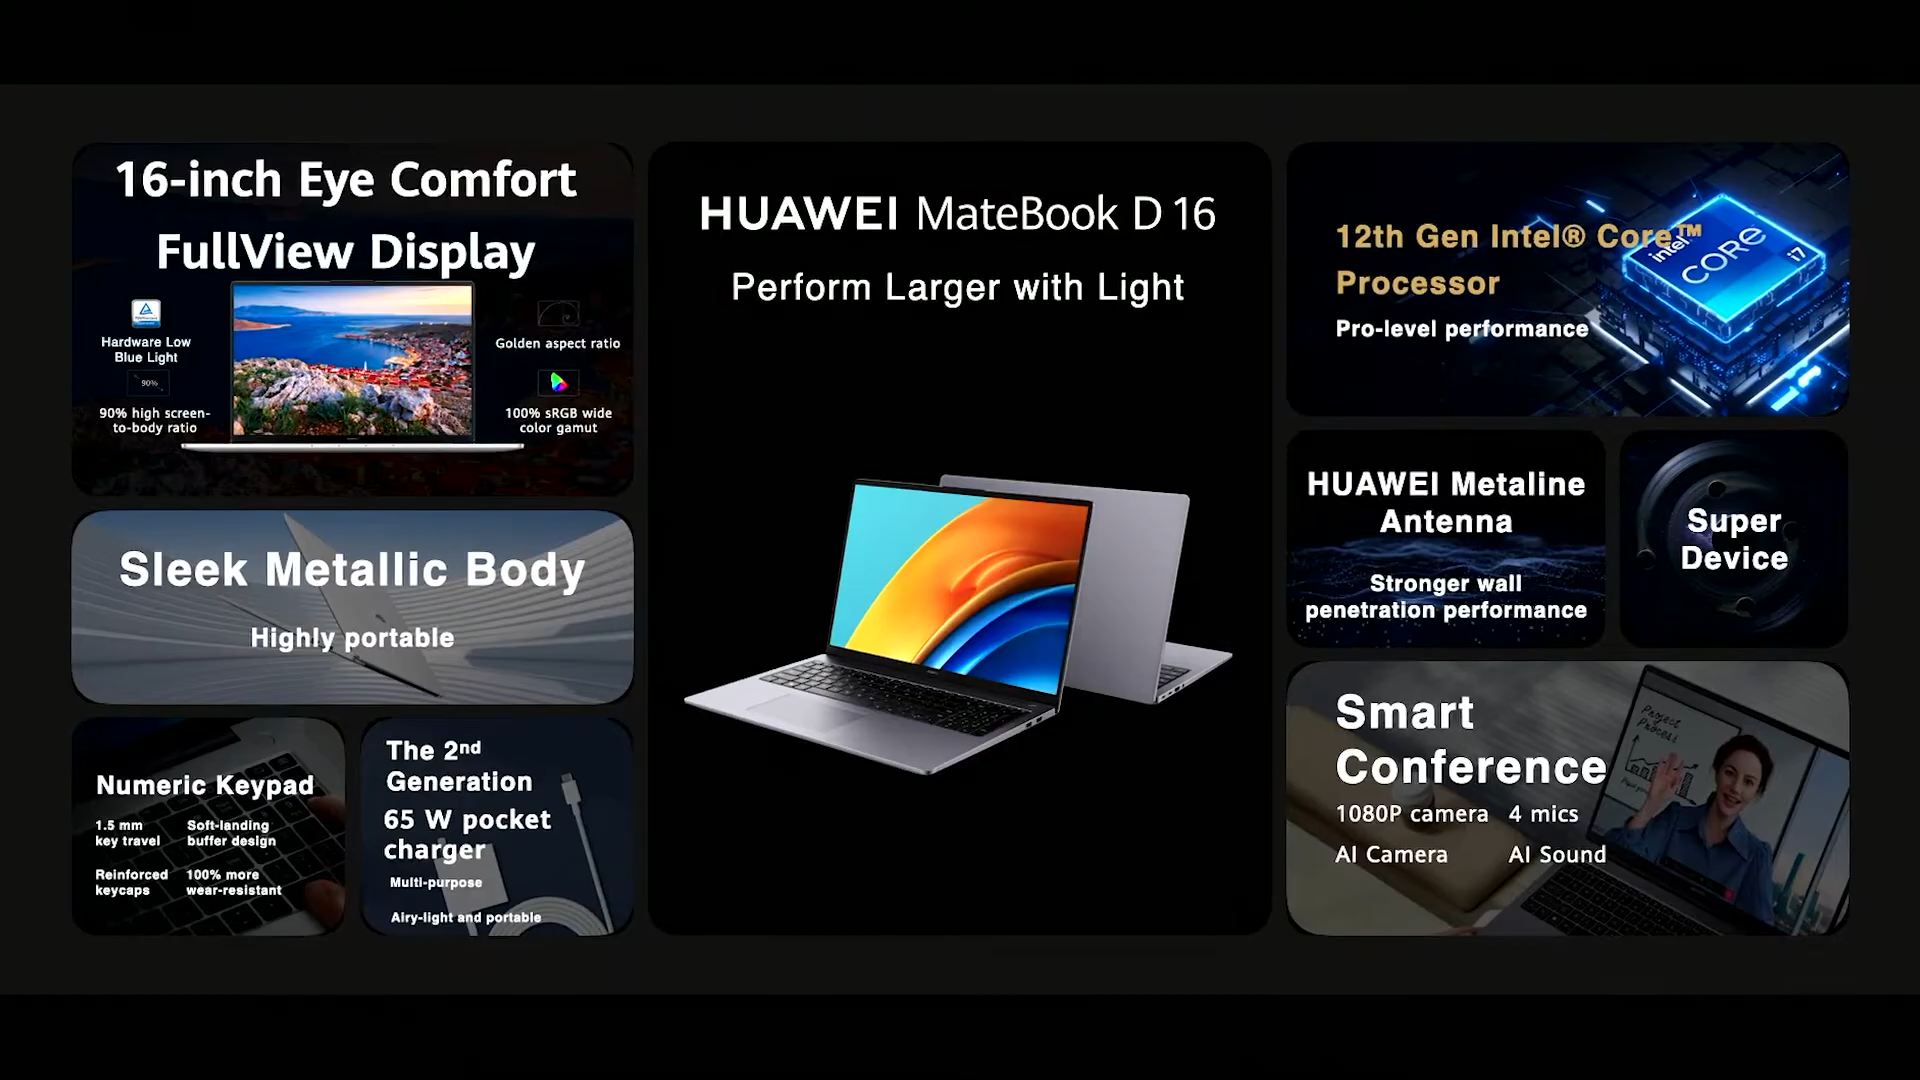 16-inch Eye Comfort
FullView Display
Hardware Low
Blue Light
90%
90% high screen-
to-body ratio
Golden aspect ratio
100% sRGB wide
color gamut
Sleek Metallic Body
Highly portable
Numeric Keypad
1.5 mm
key travel
Soft-landing
buffer design
Reinforced
keycaps
100% more
wear-resistant
The 2nd
Generation
65 W pocket
charger
Multi-purpose
Airy-light and portable
HUAWEI MateBook D 16
Perform Larger with Light
12th Gen Intel® Core™
Processor
Pro-level performance
intel.
CORE
i7
HUAWEI Metaline
Antenna
Stronger wall
penetration performance
Super
Device
Smart
Conference
1080P camera 4 mics
AI Camera AI Sound
Project
Process